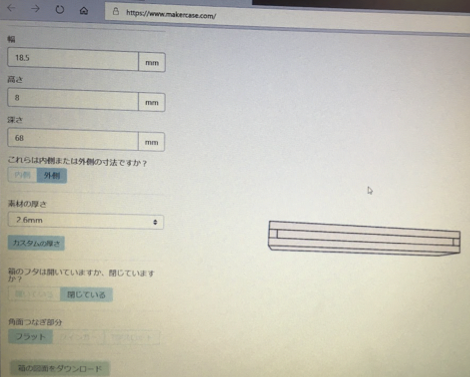 https://www.makercase.com/
幅
18.5 mm
高さ
8 mm
深さ
68 mm
これらは内側または外側の寸法ですか？
内側 外側
素材の厚さ
2.6mm
カスタムの厚さ
箱のフタは開いていますか、閉じています
か？
閉じている
角面つなぎ部分
フラット
箱の図面をダウンロード